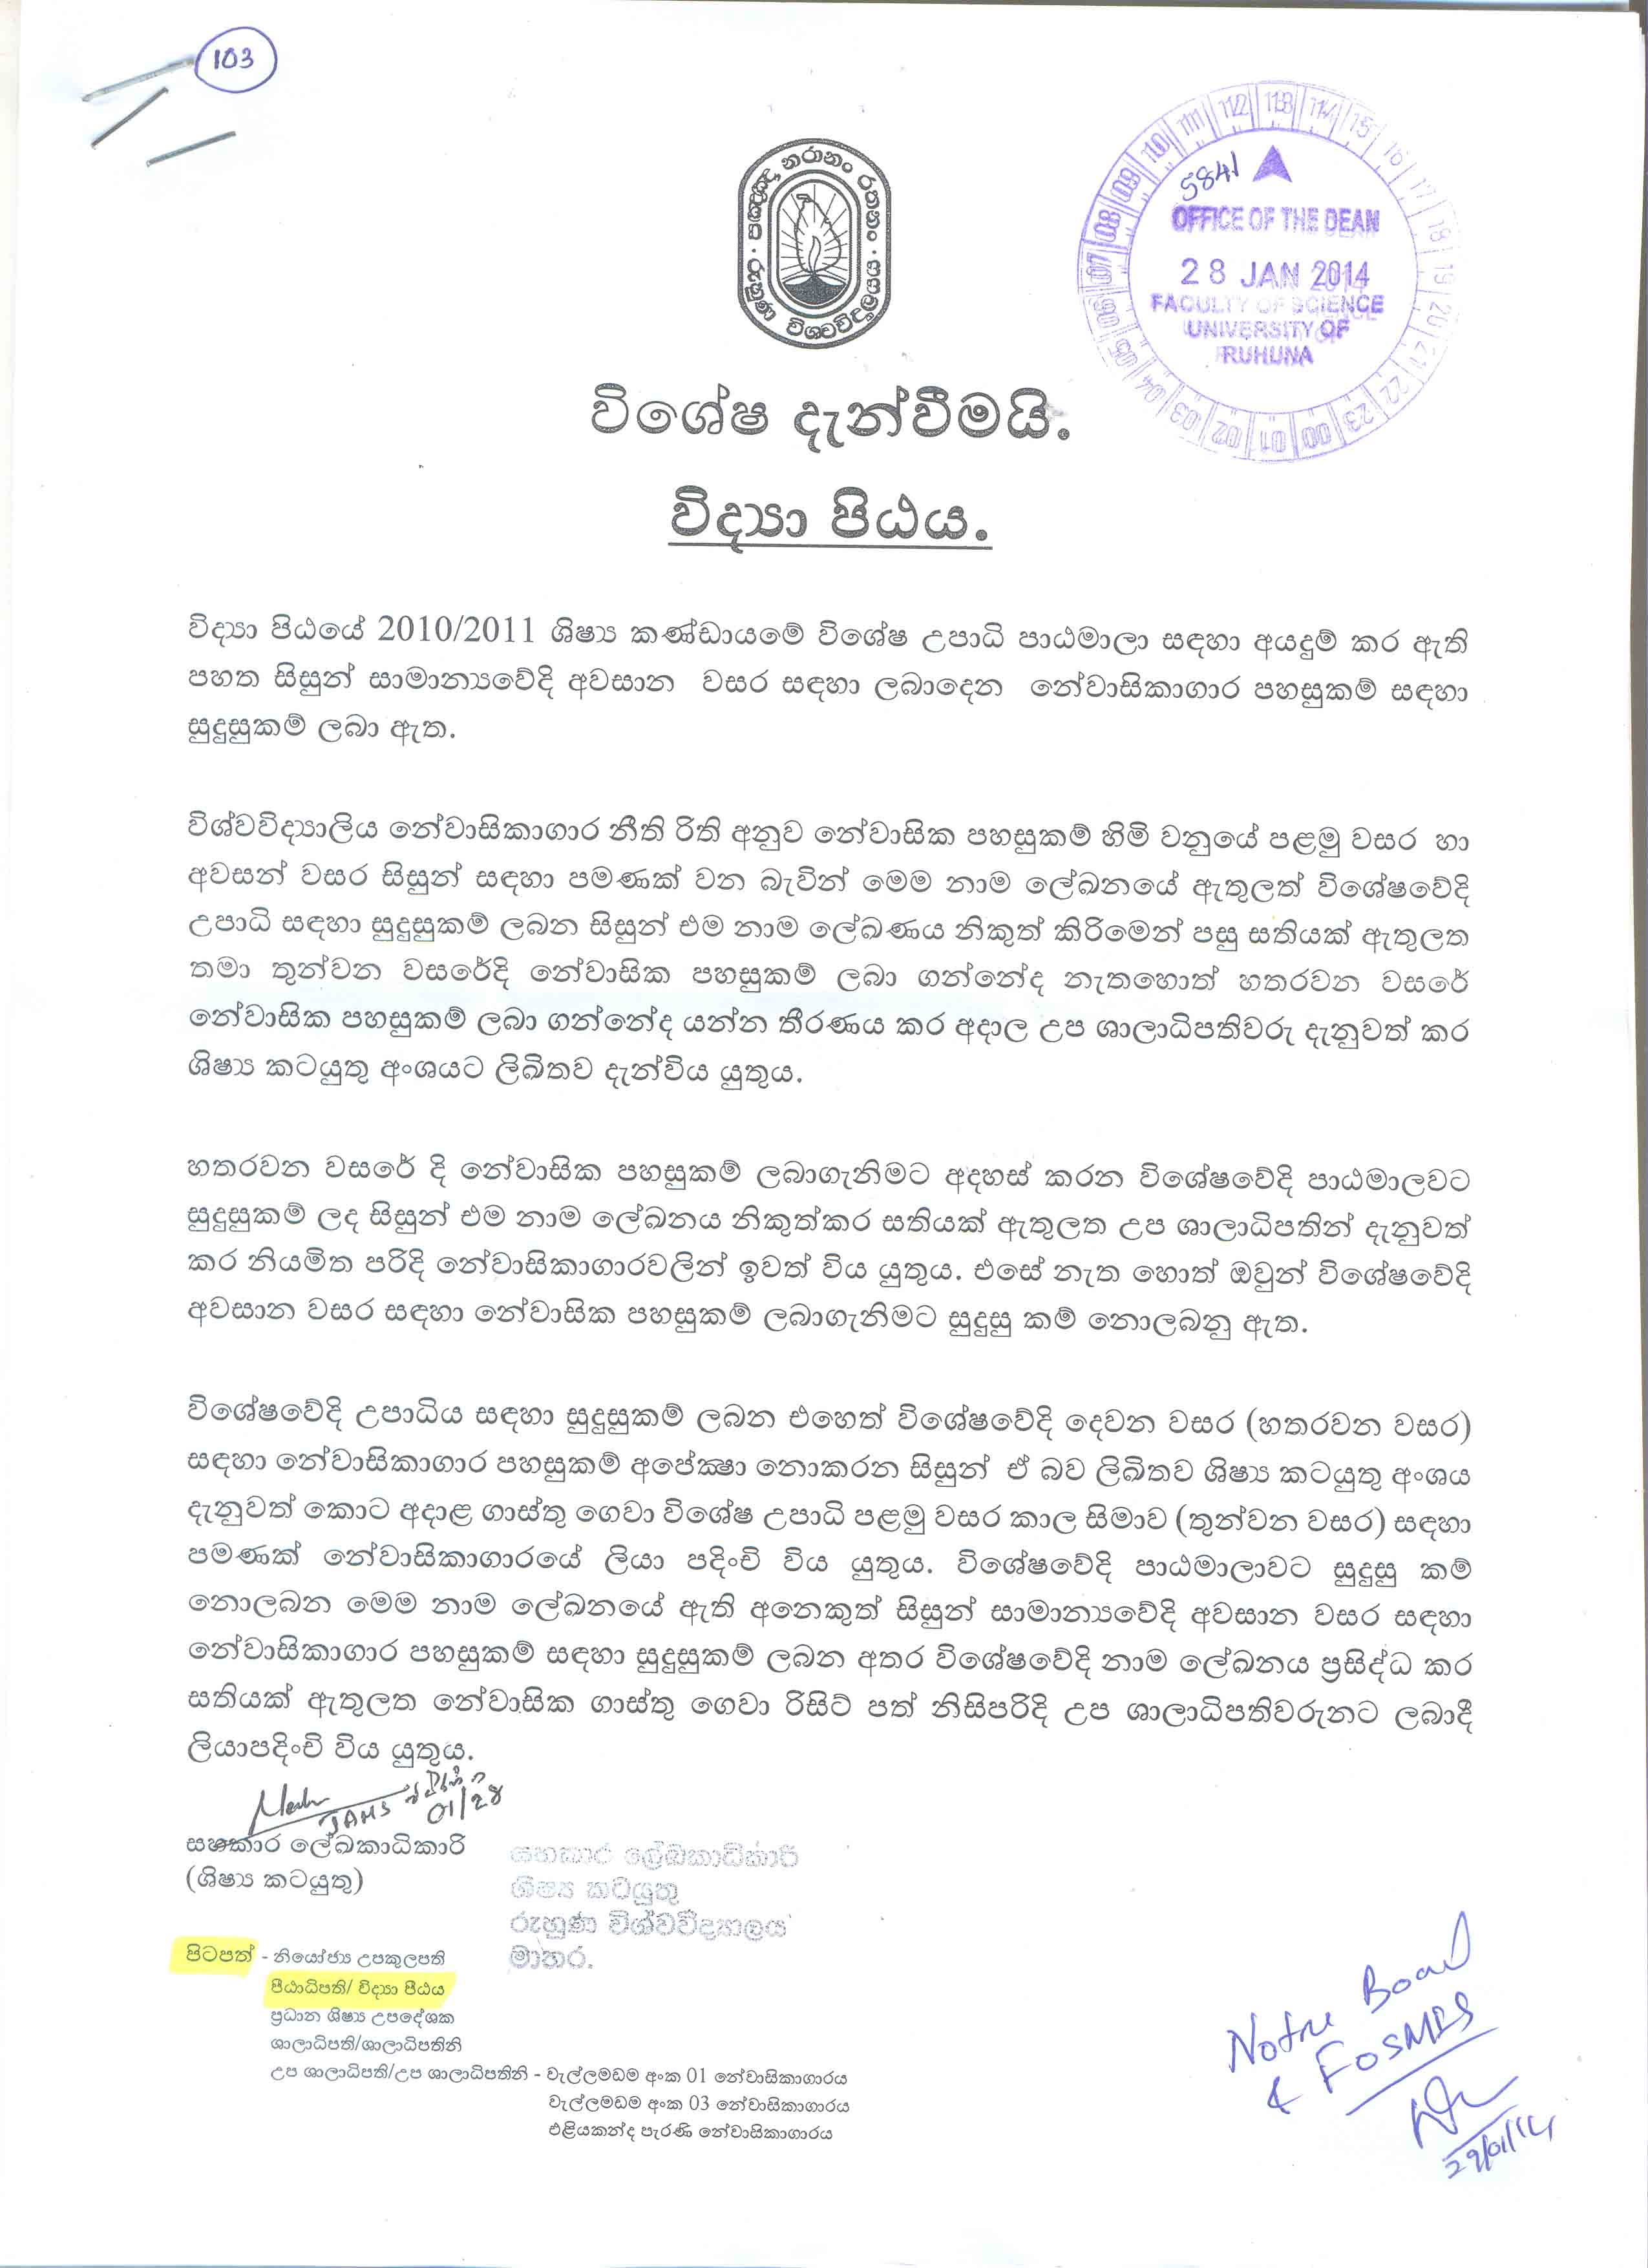 103
පඤ්ඤා නරානං රතනං
රුහුණ විශ්වවිද්‍යාලය
5841
OFFICE OF THE DEAN
28 JAN 2014
FACULTY OF SCIENCE
UNIVERSITY OF
RUHUNA
විශේෂ දැන්වීමයි.
විද්‍යා පිඨය.
විද්‍යා පිඨයේ 2010/2011 ශිෂ්‍ය කණ්ඩායමේ විශේෂ උපාධි පාඨමාලා සඳහා අයදුම් කර ඇති
පහත සිසුන් සාමාන්‍යවේදි අවසාන වසර සඳහා ලබාදෙන නේවාසිකාගාර පහසුකම් සඳහා
සුදුසුකම් ලබා ඇත.
විශ්වවිද්‍යාලිය නේවාසිකාගාර නීති රිති අනුව නේවාසික පහසුකම් හිමි වනුයේ පළමු වසර හා
අවසන් වසර සිසුන් සඳහා පමණක් වන බැවින් මෙම නාම ලේඛනයේ ඇතුලත් විශේෂවේදි
උපාධි සඳහා සුදුසුකම් ලබන සිසුන් එම නාම ලේඛණය නිකුත් කිරිමෙන් පසු සතියක් ඇතුලත
තමා තුන්වන වසරේදි නේවාසික පහසුකම් ලබා ගන්නේද නැතහොත් හතරවන වසරේ
නේවාසික පහසුකම් ලබා ගන්නේද යන්න තීරණය කර අදාල උප ශාලාධිපතිවරු දැනුවත් කර
ශිෂ්‍ය කටයුතු අංශයට ලිඛිතව දැන්විය යුතුය.
හතරවන වසරේ දි නේවාසික පහසුකම් ලබාගැනිමට අදහස් කරන විශේෂවේදි පාඨමාලවට
සුදුසුකම් ලද සිසුන් එම නාම ලේඛනය නිකුත්කර සතියක් ඇතුලත උප ශාලාධිපතින් දැනුවත්
කර නියමිත පරිදි නේවාසිකාගාරවලින් ඉවත් විය යුතුය. එසේ නැත හොත් ඔවුන් විශේෂවේදි
අවසාන වසර සඳහා නේවාසික පහසුකම් ලබාගැනිමට සුදුසු කම් නොලබනු ඇත.
විශේෂවේදි උපාධිය සඳහා සුදුසුකම් ලබන එහෙත් විශේෂවේදි දෙවන වසර (හතරවන වසර)
සඳහා නේවාසිකාගාර පහසුකම් අපේක්‍ෂා නොකරන සිසුන් ඒ බව ලිඛිතව ශිෂ්‍ය කටයුතු අංශය
දැනුවත් කොට අදාළ ගාස්තු ගෙවා විශේෂ උපාධි පළමු වසර කාල සිමාව (තුන්වන වසර) සඳහා
පමණක් නේවාසිකාගාරයේ ලියා පදිංචි විය යුතුය. විශේෂවේදි පාඨමාලාවට සුදුසු කම්
නොලබන මෙම නාම ලේඛනයේ ඇති අනෙකුත් සිසුන් සාමාන්‍යවේදි අවසාන වසර සඳහා
නේවාසිකාගාර පහසුකම් සඳහා සුදුසුකම් ලබන අතර විශේෂවේදි නාම ලේඛනය ප්‍රසිද්ධ කර
සතියක් ඇතුලත නේවාසික ගාස්තු ගෙවා රිසිට් පත් නිසිපරිදි උප ශාලාධිපතිවරුනට ලබාදී
ලියාපදිංචි විය යුතුය.
01/28
සහකාර ලේඛකාධිකාරි
(ශිෂ්‍ය කටයුතු)
සහකාර ලේඛකාධිකාරි
ශිෂ්‍ය කටයුතු
රුහුණ විශ්වවිද්‍යාලය
මාතර.
පිටපත් - නියෝජ්‍ය උපකුලපති
පීඨාධිපති/ විද්‍යා පීඨය
ප්‍රධාන ශිෂ්‍ය උපදේශක
ශාලාධිපති/ශාලාධිපතිනි
උප ශාලාධිපති/උප ශාලාධිපතිනි - වැල්ලමඩම අංක 01 නේවාසිකාගාරය
වැල්ලමඩම අංක 03 නේවාසිකාගාරය
එළියකන්ද පැරණි නේවාසිකාගාරය
Notice Board
& FOSMIS
29/01/14